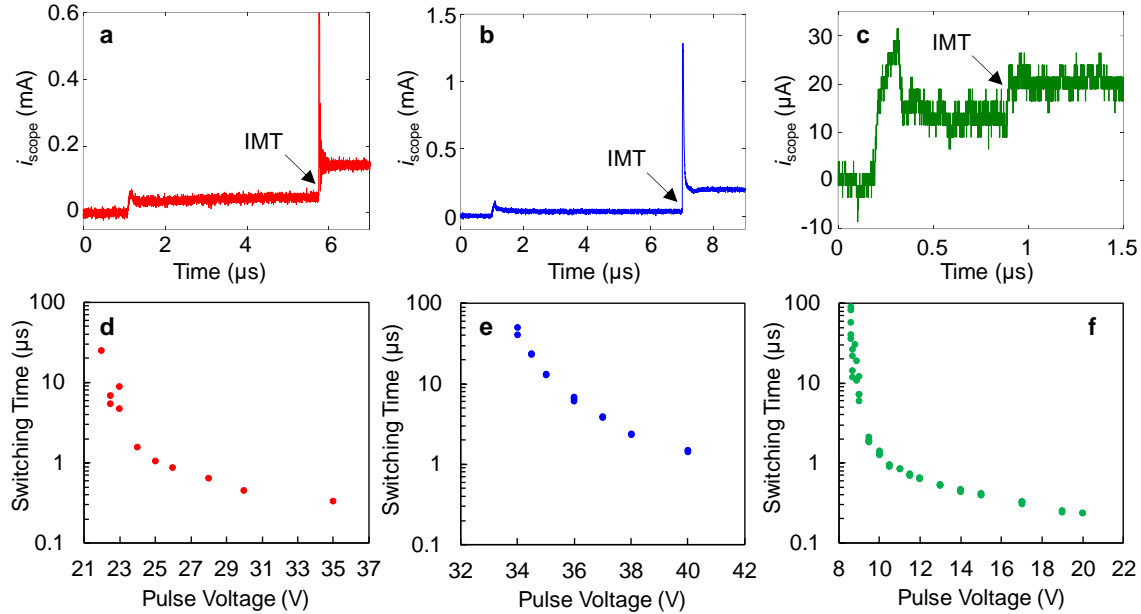 a
i_scope (mA)
0.6
0.4
0.2
0
IMT
0 2 4 6
Time (µs)
b
i_scope (mA)
1.5
1.0
0.5
0
IMT
0 2 4 6 8
Time (µs)
c
i_scope (µA)
30
20
10
0
-10
IMT
0 0.5 1 1.5
Time (µs)
d
Switching Time (µs)
100
10
1
0.1
21 23 25 27 29 31 33 35 37
Pulse Voltage (V)
e
Switching Time (µs)
100
10
1
0.1
32 34 36 38 40 42
Pulse Voltage (V)
f
Switching Time (µs)
100
10
1
0.1
8 10 12 14 16 18 20 22
Pulse Voltage (V)